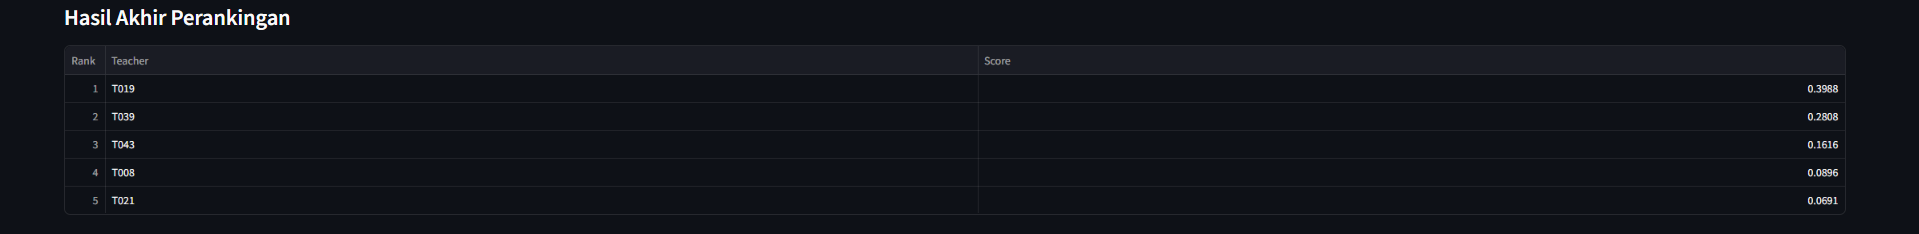 Hasil Akhir Perankingan
Rank Teacher Score
1 T019 0.3988
2 T039 0.2808
3 T043 0.1616
4 T008 0.0896
5 T021 0.0691